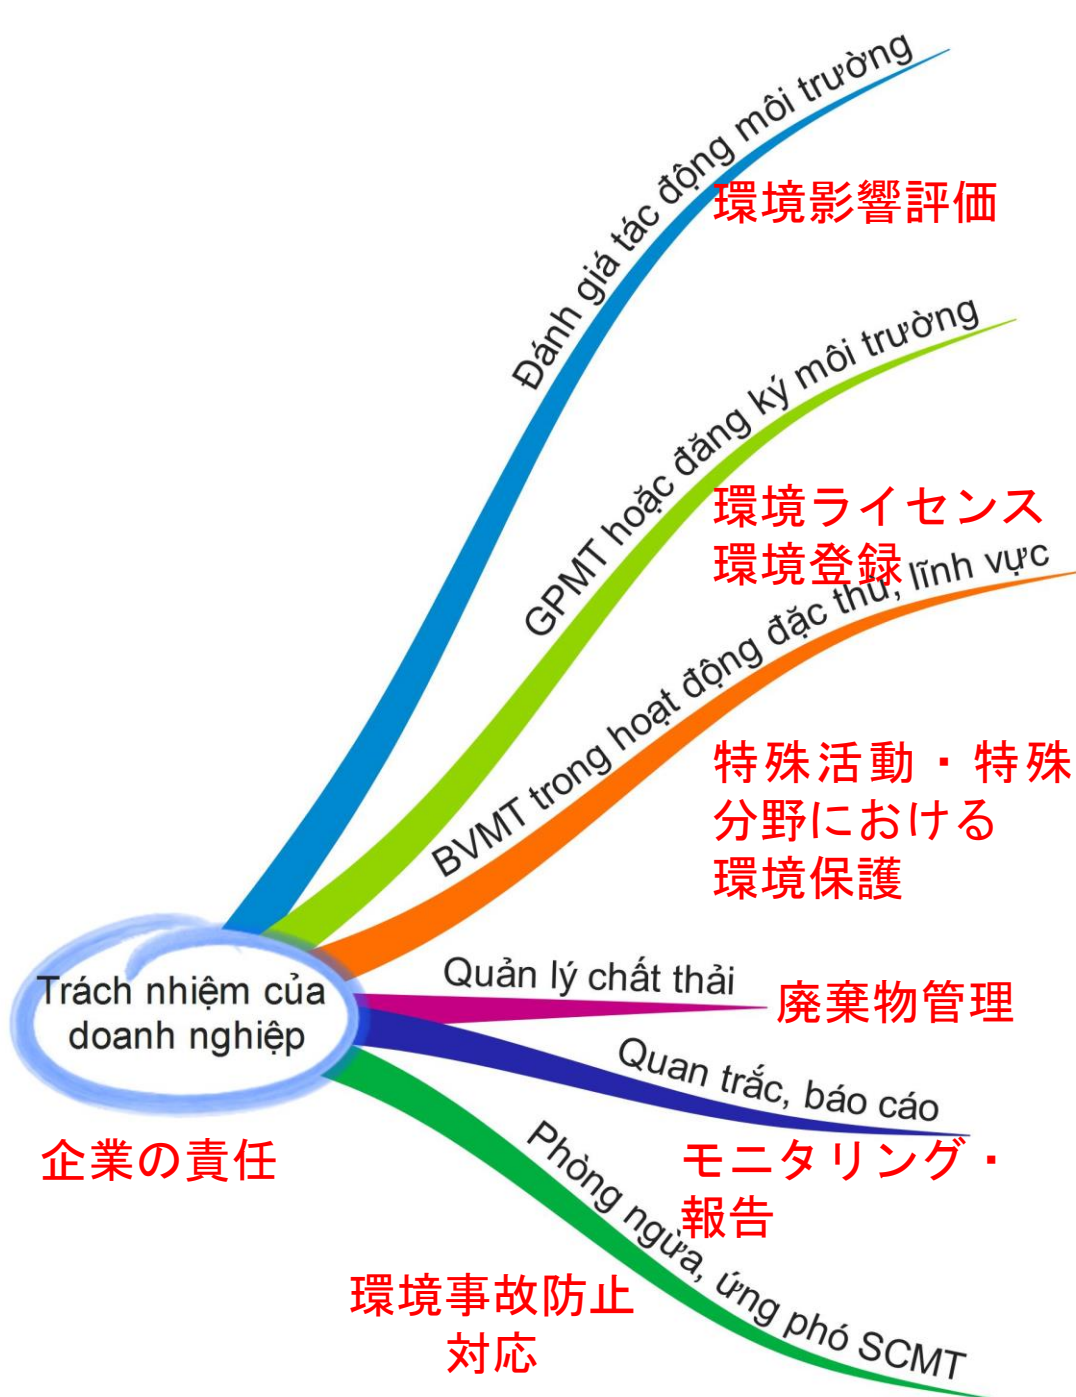 Đánh giá tác động môi trường
環境影響評価
GPMT hoặc đăng ký môi trường
環境ライセンス
環境登録
BVMT trong hoạt động đặc thù, lĩnh vực
特殊活動・特殊
分野における
環境保護
Quản lý chất thải
廃棄物管理
Trách nhiệm của
doanh nghiệp
企業の責任
Quan trắc, báo cáo
モニタリング・
報告
Phòng ngừa, ứng phó SCMT
環境事故防止
対応